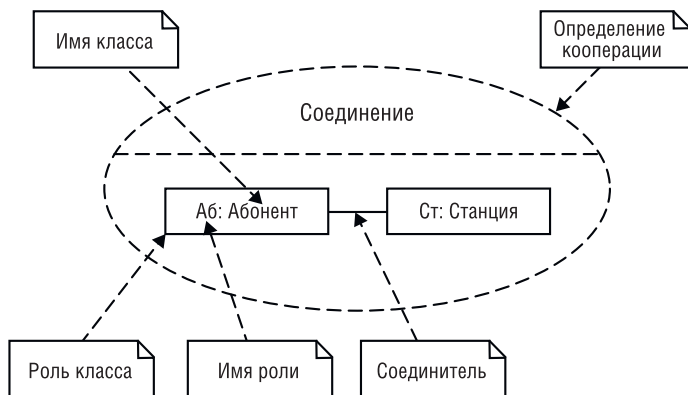 Имя класса
Определение
кооперации
Соединение
Аб: Абонент
Ст: Станция
Роль класса
Имя роли
Соединитель